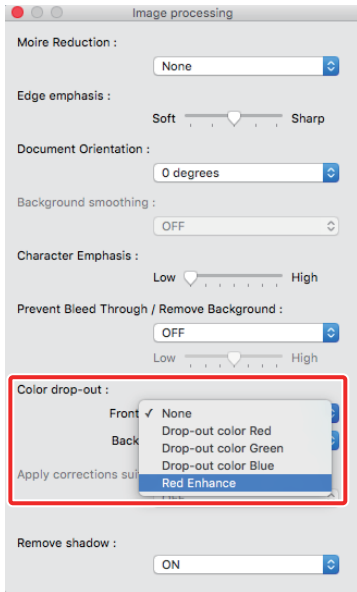 Image processing
Moire Reduction :
None
Edge emphasis :
Soft Sharp
Document Orientation :
0 degrees
Background smoothing :
OFF
Character Emphasis :
Low High
Prevent Bleed Through / Remove Background :
OFF
Low High
Color drop-out :
Front ✓ None
Drop-out color Red
Drop-out color Green
Back Drop-out color Blue
Apply corrections sui Red Enhance
Remove shadow :
ON